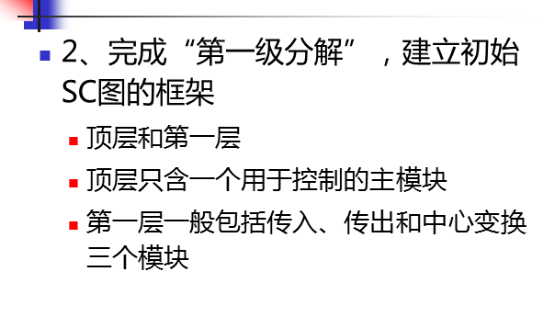 2、完成“第一级分解”，建立初始
SC图的框架
顶层和第一层
顶层只含一个用于控制的主模块
第一层一般包括传入、传出和中心变换
三个模块